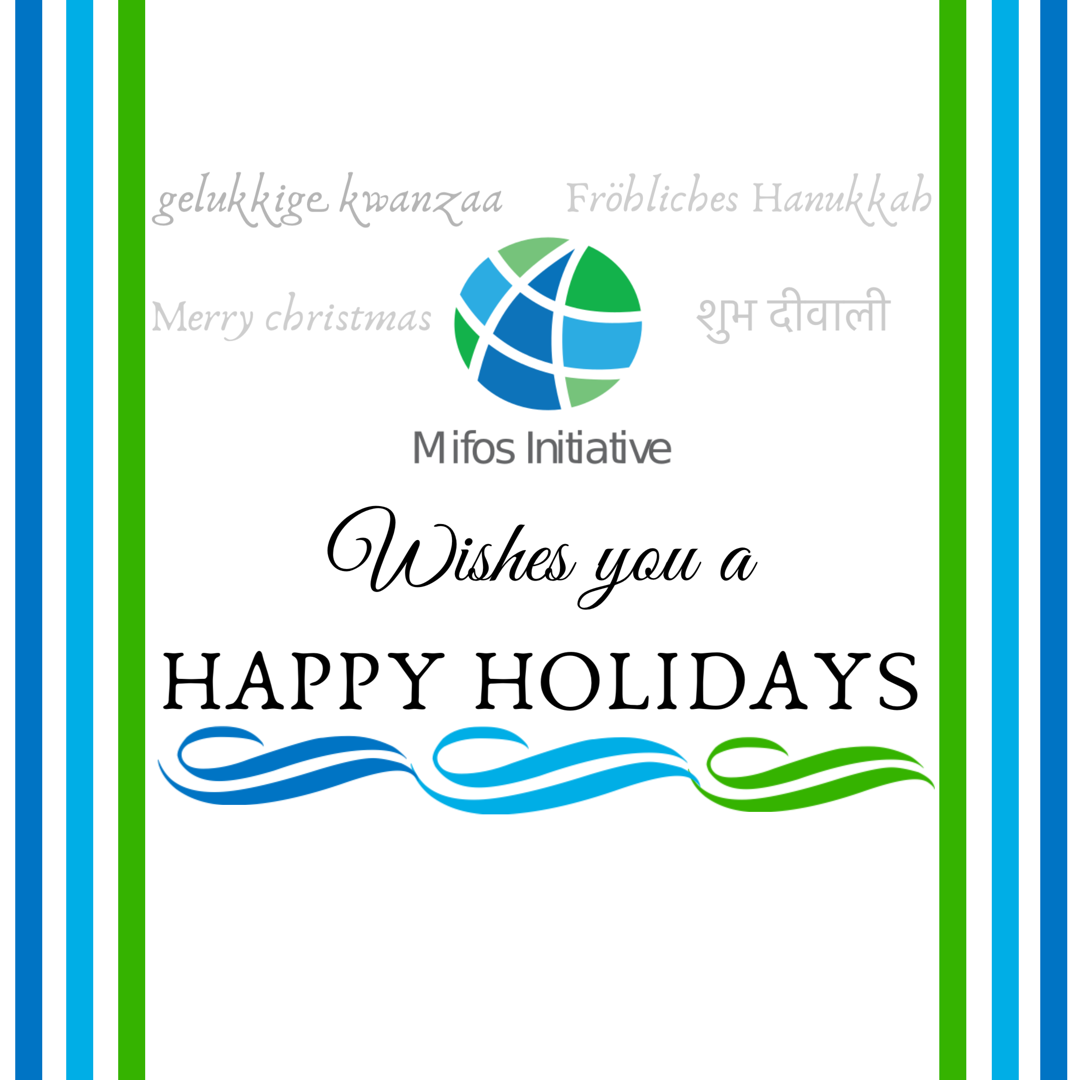 gelukkige kwanzaa
Fröhliches Hanukkah
Merry christmas
शुभ दीवाली
Mifos Initiative
Wishes you a
HAPPY HOLIDAYS